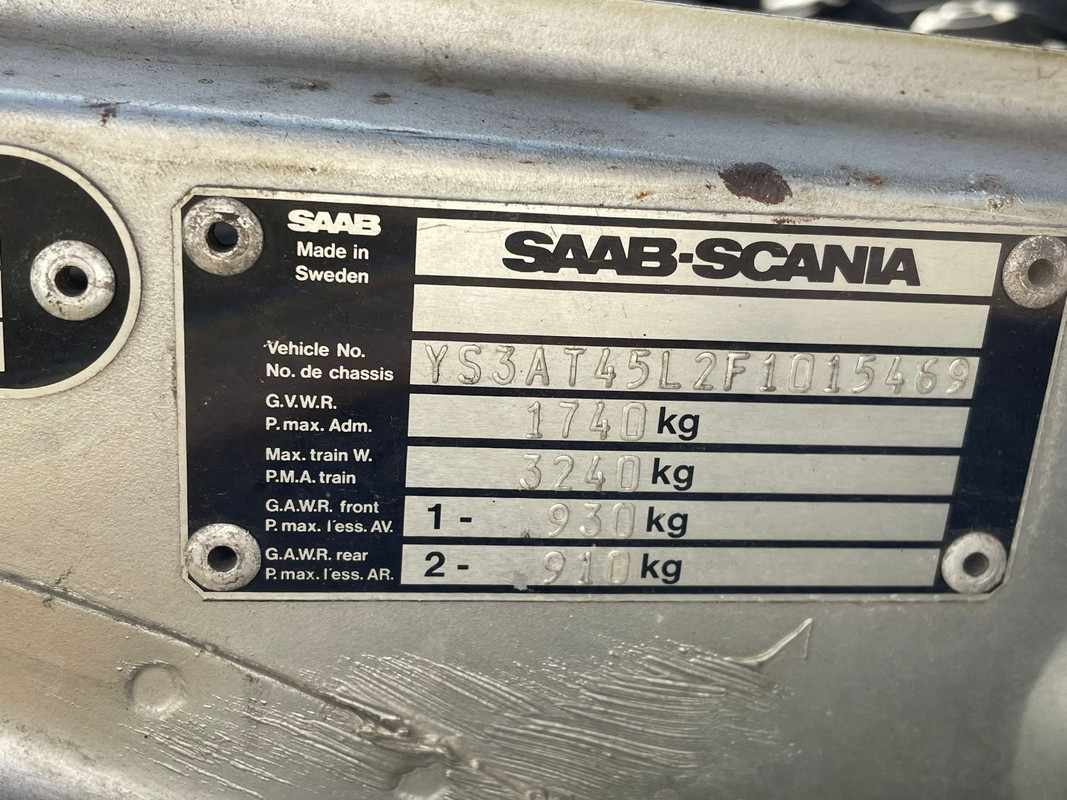 SAAB
Made in
Sweden
SAAB-SCANIA
Vehicle No.
No. de chassis
YS3AT45L2F1015469
G.V.W.R.
P. max. Adm.
1740 kg
Max. train W.
P.M.A. train
3240 kg
G.A.W.R. front
P. max. l'ess. AV.
1 - 930 kg
G.A.W.R. rear
P. max. l'ess. AR.
2 - 910 kg